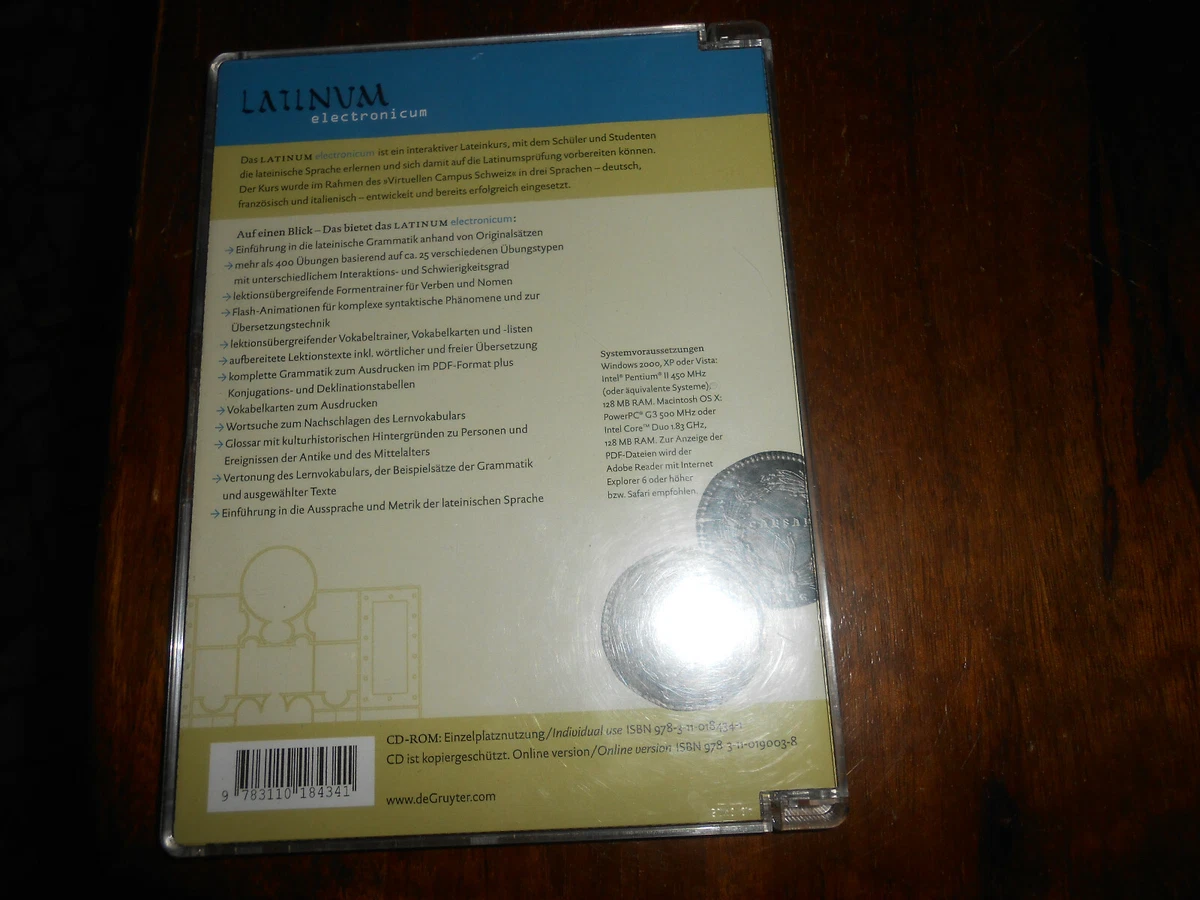 LATINVM
electronicum
Das LATINUM electronicum ist ein interaktiver Lateinkurs, mit dem Schüler und Studenten
die lateinische Sprache erlernen und sich damit auf die Latinumsprüfung vorbereiten können.
Der Kurs wurde im Rahmen des »Virtuellen Campus Schweiz« in drei Sprachen – deutsch,
französisch und italienisch – entwickelt und bereits erfolgreich eingesetzt.
Auf einen Blick – Das bietet das LATINUM electronicum:
→ Einführung in die lateinische Grammatik anhand von Originalsätzen
→ mehr als 400 Übungen basierend auf ca. 25 verschiedenen Übungstypen
mit unterschiedlichem Interaktions- und Schwierigkeitsgrad
→ lektionsübergreifende Formentrainer für Verben und Nomen
→ Flash-Animationen für komplexe syntaktische Phänomene und zur
Übersetzungstechnik
→ lektionsübergreifender Vokabeltrainer, Vokabelkarten und -listen
→ aufbereitete Lektionstexte inkl. wörtlicher und freier Übersetzung
→ komplette Grammatik zum Ausdrucken im PDF-Format plus
Konjugations- und Deklinationstabellen
→ Vokabelkarten zum Ausdrucken
→ Wortsuche zum Nachschlagen des Lernvokabulars
→ Glossar mit kulturhistorischen Hintergründen zu Personen und
Ereignissen der Antike und des Mittelalters
→ Vertonung des Lernvokabulars, der Beispielsätze der Grammatik
und ausgewählter Texte
→ Einführung in die Aussprache und Metrik der lateinischen Sprache
Systemvoraussetzungen
Windows 2000, XP oder Vista:
Intel® Pentium® II 450 MHz
(oder äquivalente Systeme),
128 MB RAM. Macintosh OS X:
PowerPC® G3 500 MHz oder
Intel Core™ Duo 1.83 GHz,
128 MB RAM. Zur Anzeige der
PDF-Dateien wird der
Adobe Reader mit Internet
Explorer 6 oder höher
bzw. Safari empfohlen.
CAESAR
CD-ROM: Einzelplatznutzung/Individual use ISBN 978-3-11-018434-1
CD ist kopiergeschützt. Online version/Online version ISBN 978 3-11-019003-8
9 783110 184341
www.deGruyter.com